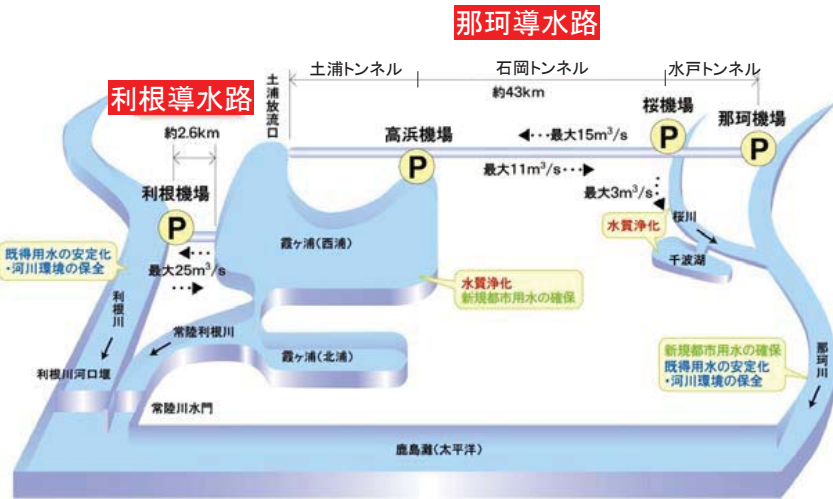 那珂導水路
土浦トンネル
石岡トンネル
水戸トンネル
約43km
利根導水路
約2.6km
土浦放流口
高浜機場
桜機場
那珂機場
最大15m³/s
最大11m³/s
最大3m³/s
P
P
P
利根機場
P
桜川
水質浄化
千波湖
霞ヶ浦(西浦)
既得用水の安定化
・河川環境の保全
最大25m³/s
水質浄化
新規都市用水の確保
利根川
常陸利根川
霞ヶ浦(北浦)
那珂川
新規都市用水の確保
既得用水の安定化
・河川環境の保全
利根川河口堰
常陸川水門
鹿島灘(太平洋)